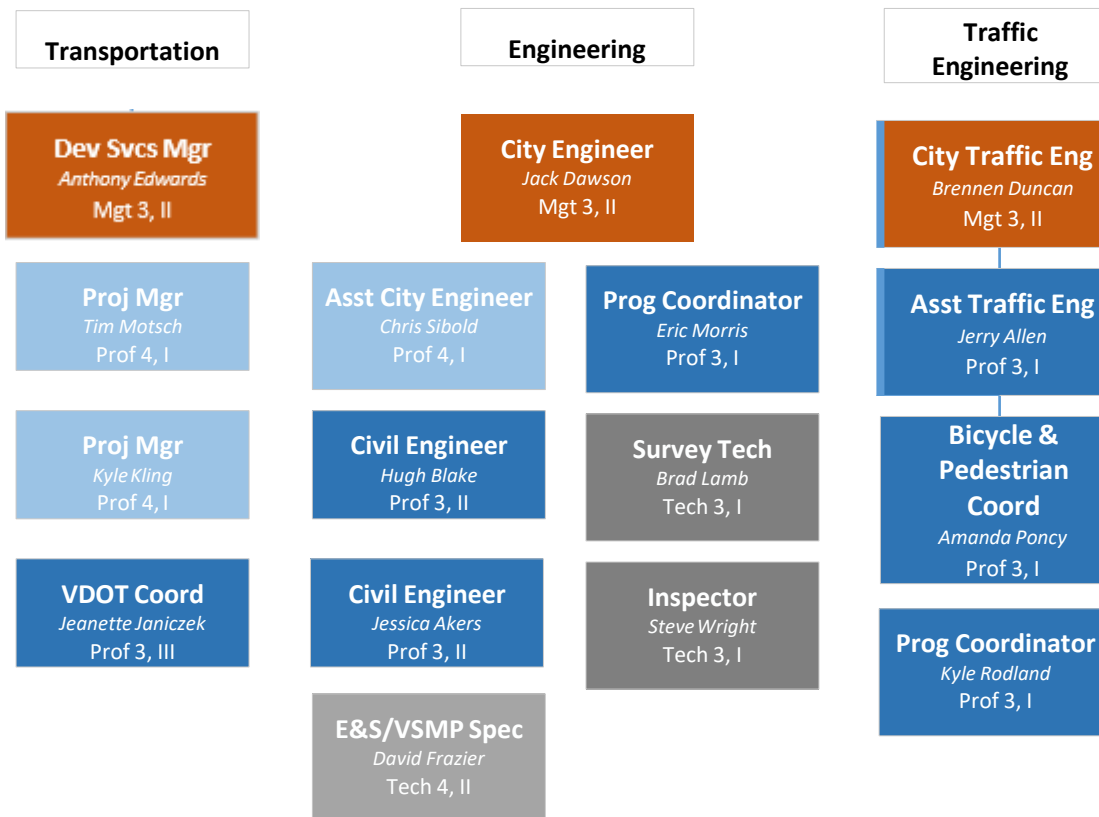 Transportation
Dev Svcs Mgr
Anthony Edwards
Mgt 3, II
Proj Mgr
Tim Motsch
Prof 4, I
Proj Mgr
Kyle Kling
Prof 4, I
VDOT Coord
Jeanette Janiczek
Prof 3, III
Engineering
City Engineer
Jack Dawson
Mgt 3, II
Asst City Engineer
Chris Sibold
Prof 4, I
Civil Engineer
Hugh Blake
Prof 3, II
Civil Engineer
Jessica Akers
Prof 3, II
E&S/VSMP Spec
David Frazier
Tech 4, II
Prog Coordinator
Eric Morris
Prof 3, I
Survey Tech
Brad Lamb
Tech 3, I
Inspector
Steve Wright
Tech 3, I
Traffic
Engineering
City Traffic Eng
Brennen Duncan
Mgt 3, II
Asst Traffic Eng
Jerry Allen
Prof 3, I
Bicycle &
Pedestrian
Coord
Amanda Poncy
Prof 3, I
Prog Coordinator
Kyle Rodland
Prof 3, I